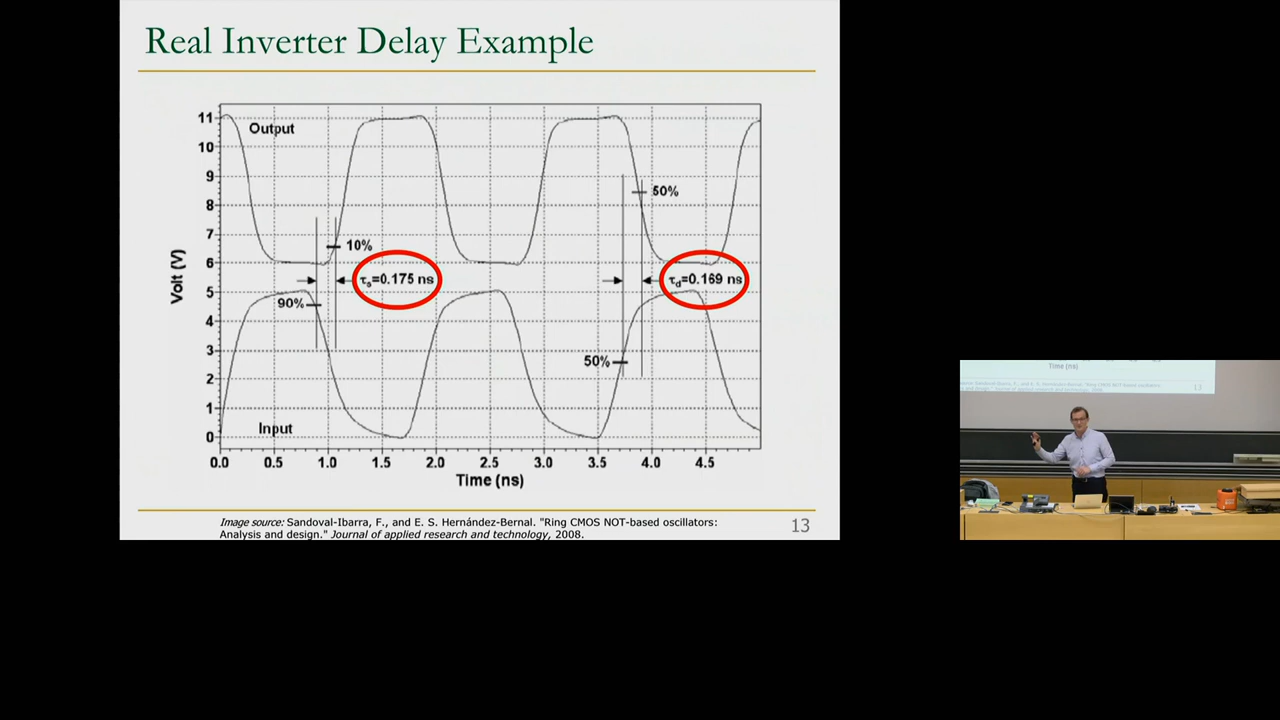 Real Inverter Delay Example
11
Output
10
9
50%
8
7
10%
6
τs=0.175 ns
τd=0.169 ns
5
90%
4
3
50%
2
1
Input
0
Volt (V)
0.0 0.5 1.0 1.5 2.0 2.5 3.0 3.5 4.0 4.5
Time (ns)
Image source: Sandoval-Ibarra, F., and E. S. Hernández-Bernal. "Ring CMOS NOT-based oscillators:
Analysis and design." Journal of applied research and technology, 2008.
13
Time (ns)